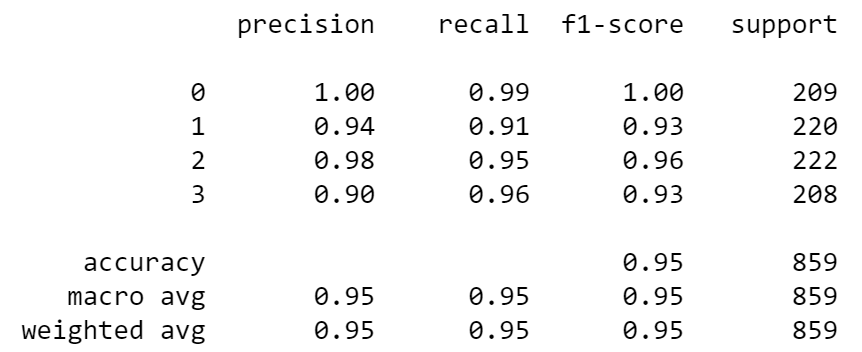 precision recall f1-score support
0 1.00 0.99 1.00 209
1 0.94 0.91 0.93 220
2 0.98 0.95 0.96 222
3 0.90 0.96 0.93 208
accuracy 0.95 859
macro avg 0.95 0.95 0.95 859
weighted avg 0.95 0.95 0.95 859